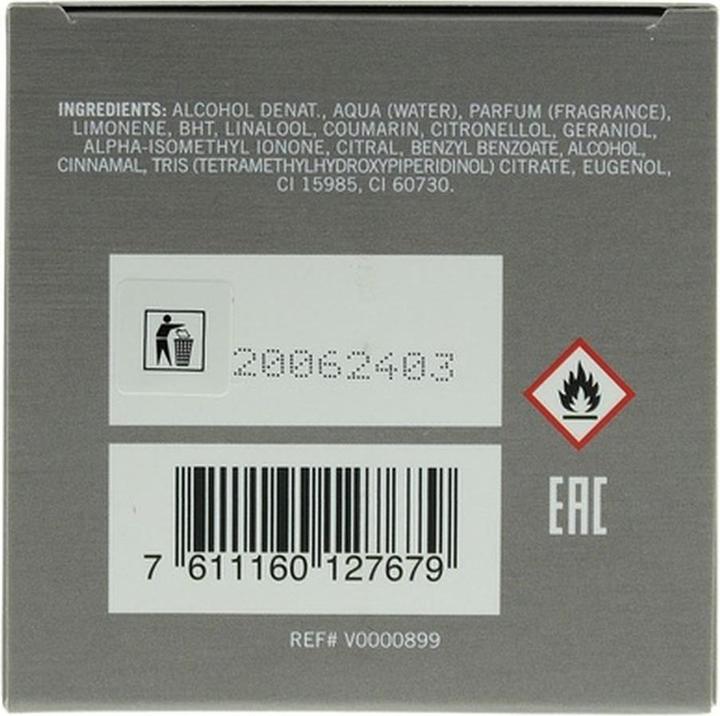 INGREDIENTS: ALCOHOL DENAT., AQUA (WATER), PARFUM (FRAGRANCE),
LIMONENE, BHT, LINALOOL, COUMARIN, CITRONELLOL, GERANIOL,
ALPHA-ISOMETHYL IONONE, CITRAL, BENZYL BENZOATE, ALCOHOL,
CINNAMAL, TRIS (TETRAMETHYLHYDROXYPIPERIDINOL) CITRATE, EUGENOL,
CI 15985, CI 60730.
20062403
EAC
7 611160 127679
REF# V0000899